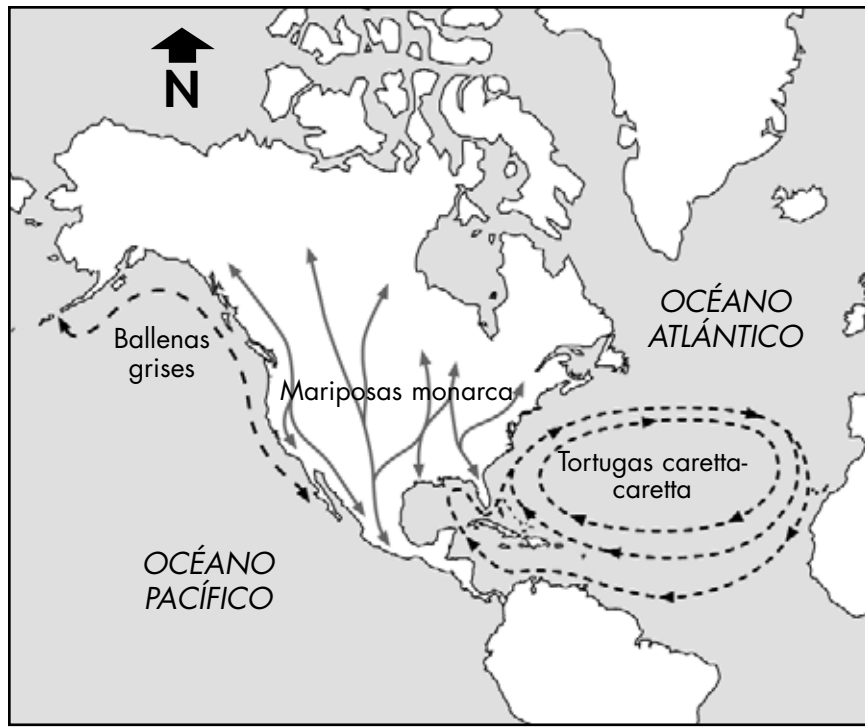 N
OCÉANO
ATLÁNTICO
Ballenas
grises
Mariposas monarca
Tortugas caretta-
caretta
OCÉANO
PACÍFICO